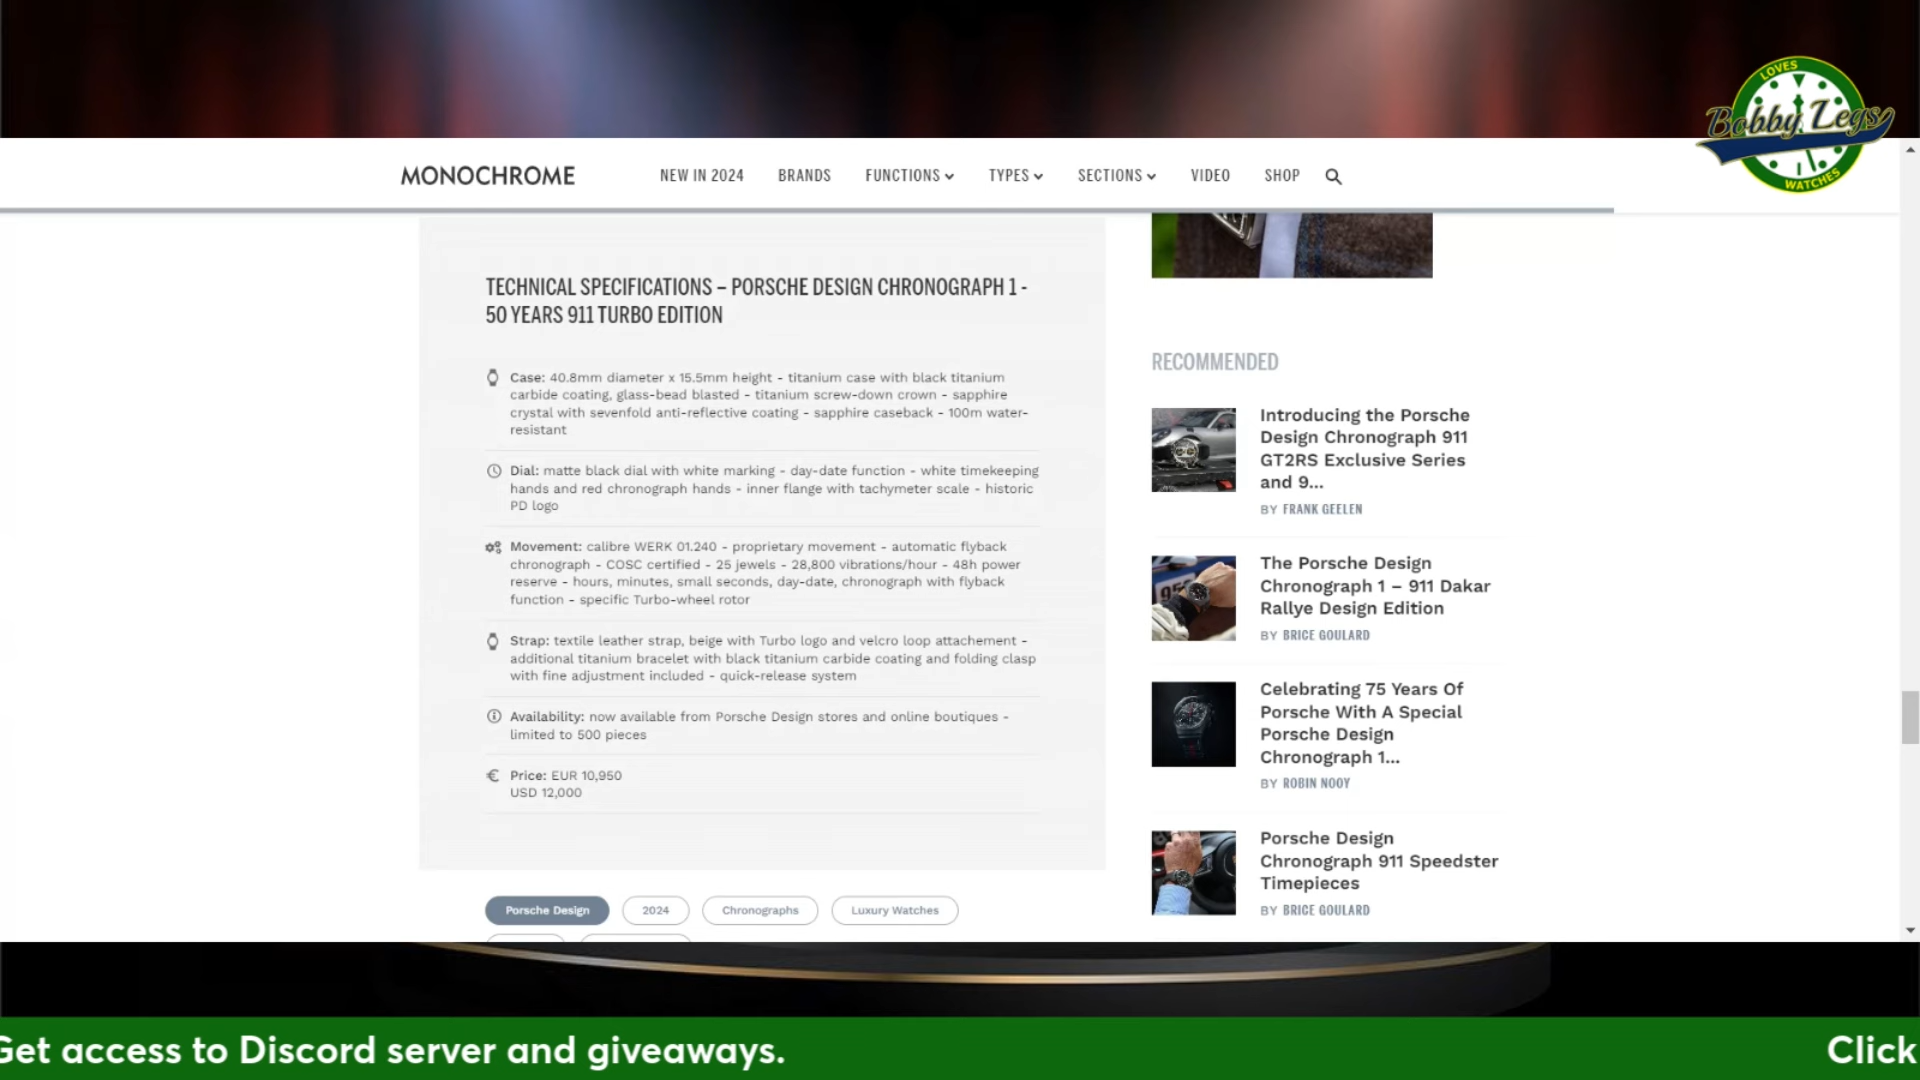 LOVES
Bobby Legs
WATCHES
MONOCHROME
NEW IN 2024
BRANDS
FUNCTIONS
TYPES
SECTIONS
VIDEO
SHOP
TECHNICAL SPECIFICATIONS – PORSCHE DESIGN CHRONOGRAPH 1 -
50 YEARS 911 TURBO EDITION
Case: 40.8mm diameter x 15.5mm height - titanium case with black titanium
carbide coating, glass-bead blasted - titanium screw-down crown - sapphire
crystal with sevenfold anti-reflective coating - sapphire caseback - 100m water-
resistant
Dial: matte black dial with white marking - day-date function - white timekeeping
hands and red chronograph hands - inner flange with tachymeter scale - historic
PD logo
Movement: calibre WERK 01.240 - proprietary movement - automatic flyback
chronograph - COSC certified - 25 jewels - 28,800 vibrations/hour - 48h power
reserve - hours, minutes, small seconds, day-date, chronograph with flyback
function - specific Turbo-wheel rotor
Strap: textile leather strap, beige with Turbo logo and velcro loop attachement -
additional titanium bracelet with black titanium carbide coating and folding clasp
with fine adjustment included - quick-release system
Availability: now available from Porsche Design stores and online boutiques -
limited to 500 pieces
€ Price: EUR 10,950
USD 12,000
Porsche Design
2024
Chronographs
Luxury Watches
RECOMMENDED
Introducing the Porsche
Design Chronograph 911
GT2RS Exclusive Series
and 9...
BY FRANK GEELEN
The Porsche Design
Chronograph 1 – 911 Dakar
Rallye Design Edition
BY BRICE GOULARD
Celebrating 75 Years Of
Porsche With A Special
Porsche Design
Chronograph 1...
BY ROBIN NOOY
Porsche Design
Chronograph 911 Speedster
Timepieces
BY BRICE GOULARD
Get access to Discord server and giveaways.
Click